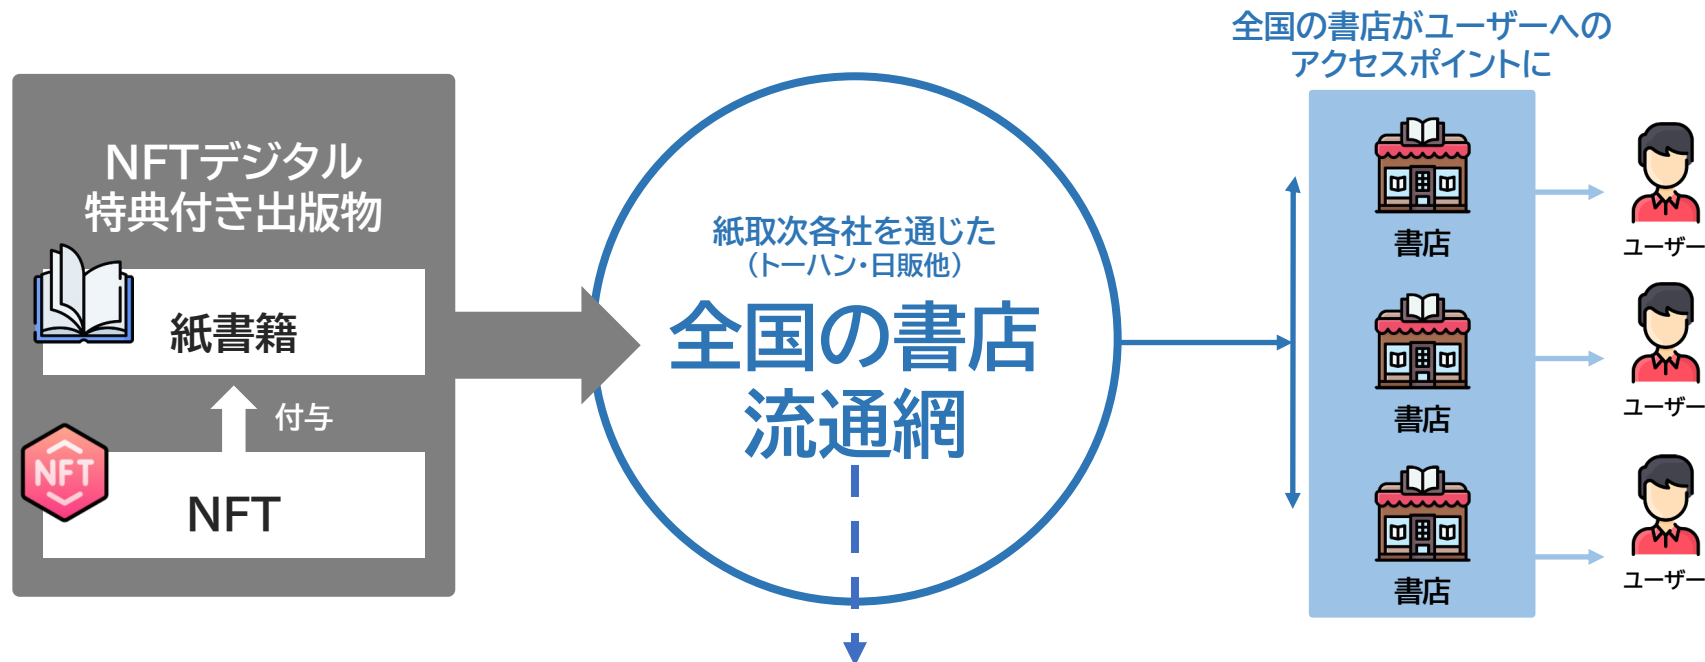 全国の書店がユーザーへの
アクセスポイントに
NFTデジタル
特典付き出版物
紙書籍
付与
NFT
NFT
紙取次各社を通じた
（トーハン・日販他）
全国の書店
流通網
書店
ユーザー
書店
ユーザー
書店
ユーザー